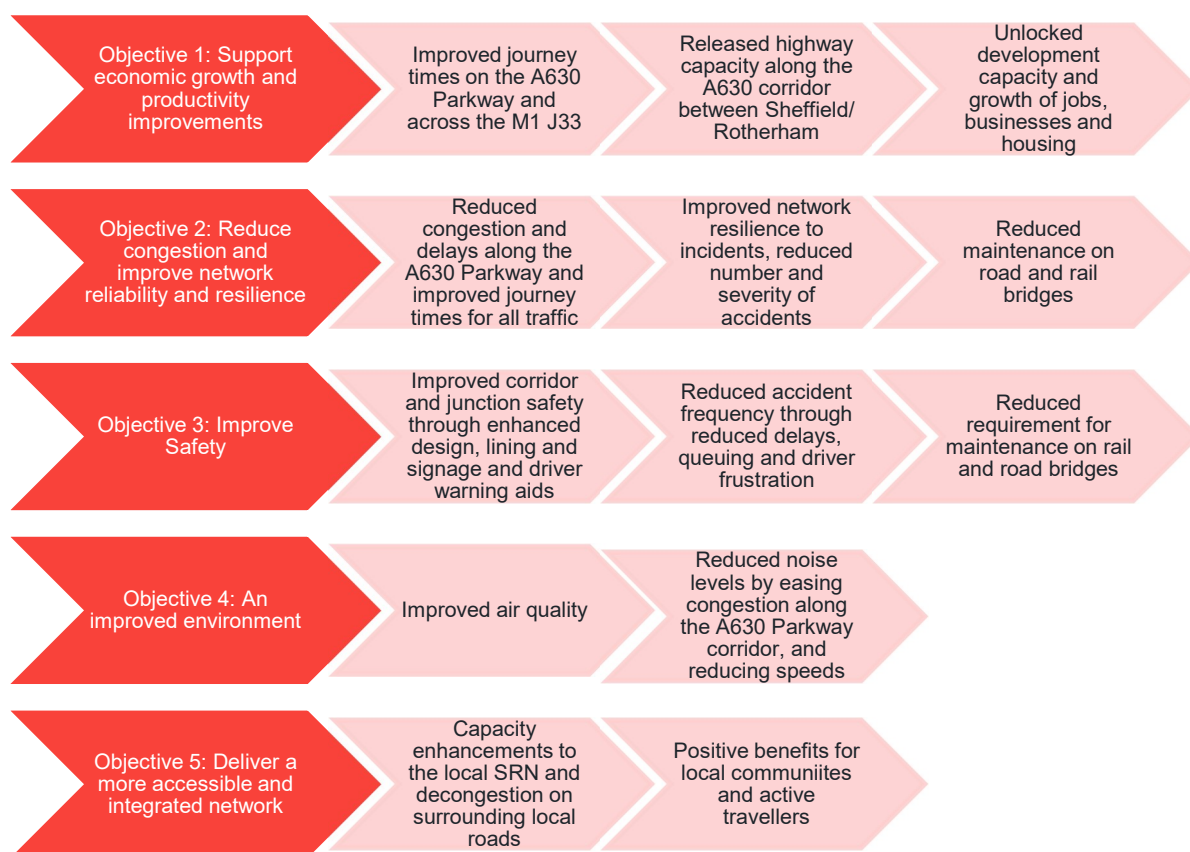 Objective 1: Support
economic growth and
productivity
improvements
Improved journey
times on the A630
Parkway and
across the M1 J33
Released highway
capacity along the
A630 corridor
between Sheffield/
Rotherham
Unlocked
development
capacity and
growth of jobs,
businesses and
housing
Objective 2: Reduce
congestion and
improve network
reliability and resilience
Reduced
congestion and
delays along the
A630 Parkway and
improved journey
times for all traffic
Improved network
resilience to
incidents, reduced
number and
severity of
accidents
Reduced
maintenance on
road and rail
bridges
Objective 3: Improve
Safety
Improved corridor
and junction safety
through enhanced
design, lining and
signage and driver
warning aids
Reduced accident
frequency through
reduced delays,
queuing and driver
frustration
Reduced
requirement for
maintenance on rail
and road bridges
Objective 4: An
improved environment
Improved air quality
Reduced noise
levels by easing
congestion along
the A630 Parkway
corridor, and
reducing speeds
Objective 5: Deliver a
more accessible and
integrated network
Capacity
enhancements to
the local SRN and
decongestion on
surrounding local
roads
Positive benefits for
local communiites
and active
travellers